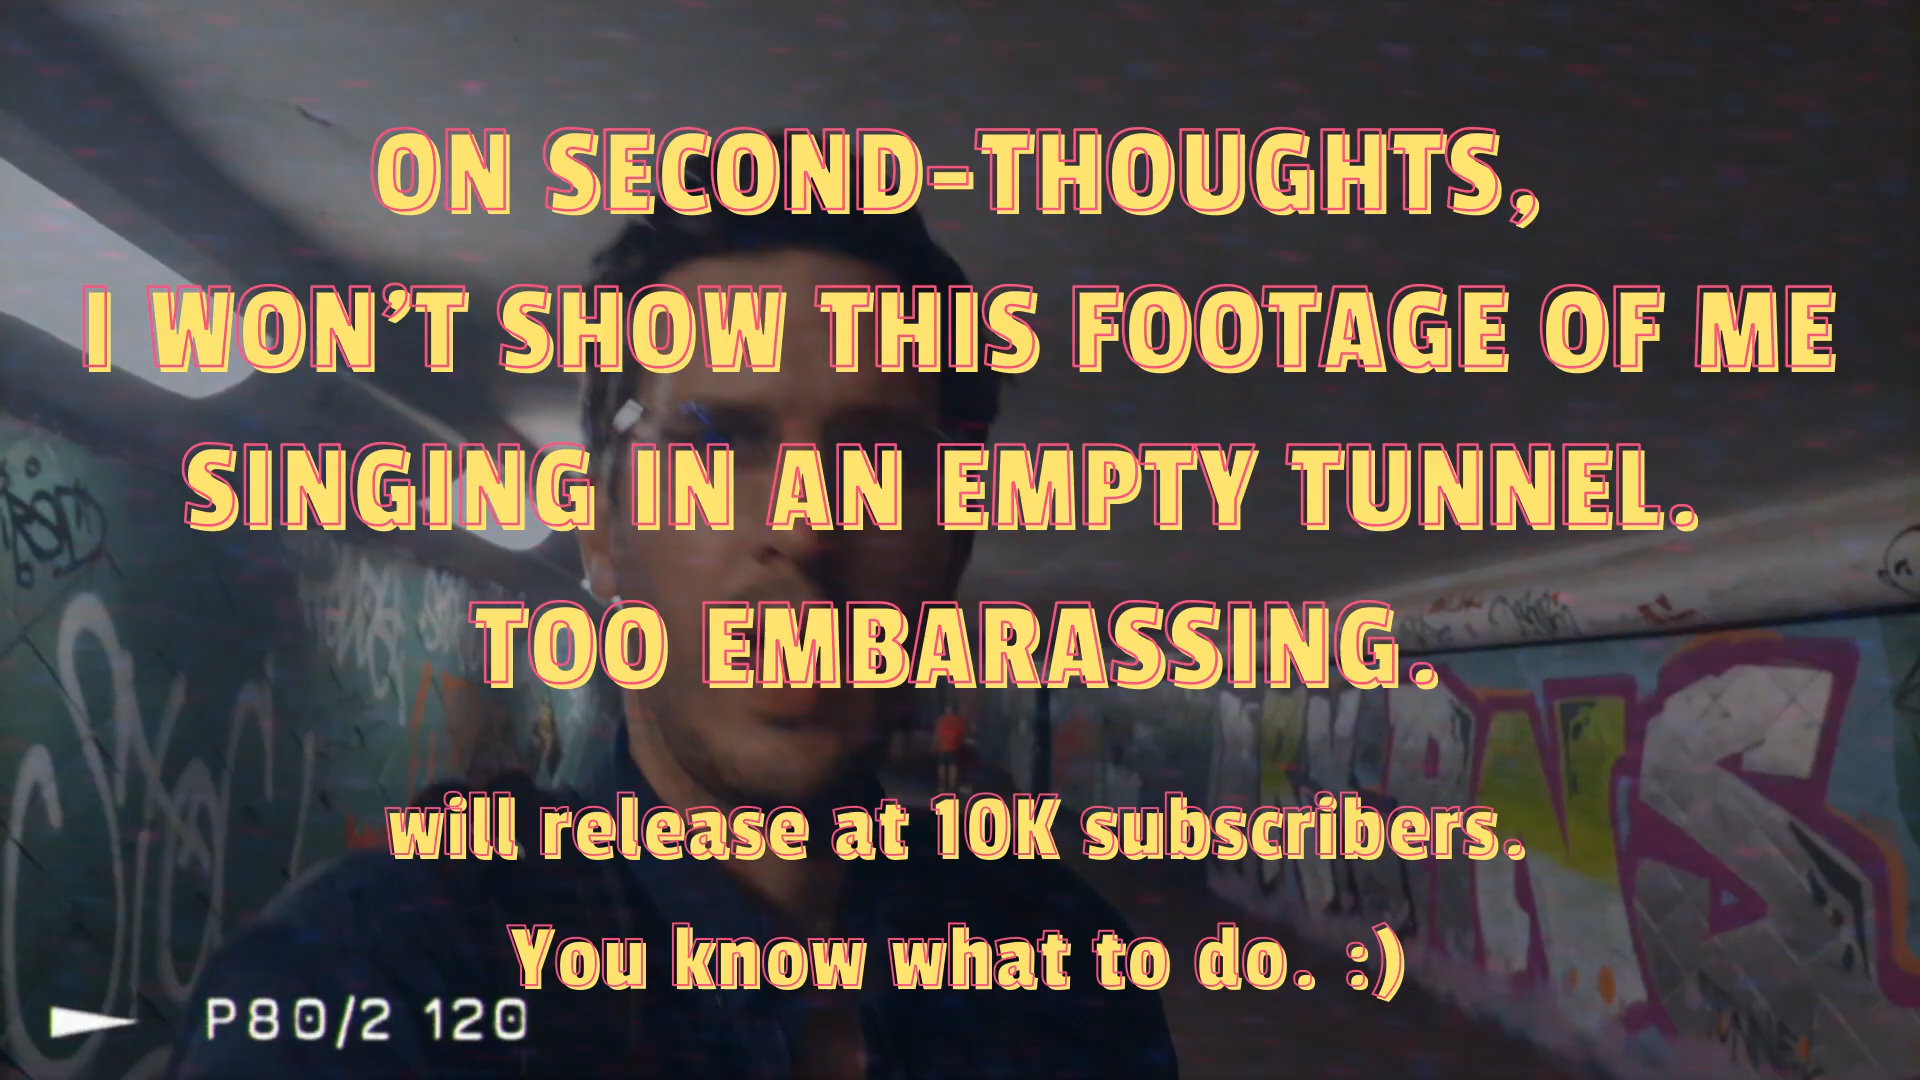 ON SECOND-THOUGHTS,
I WON’T SHOW THIS FOOTAGE OF ME
SINGING IN AN EMPTY TUNNEL.
TOO EMBARASSING.
will release at 10K subscribers.
You know what to do. :)
P80/2 120